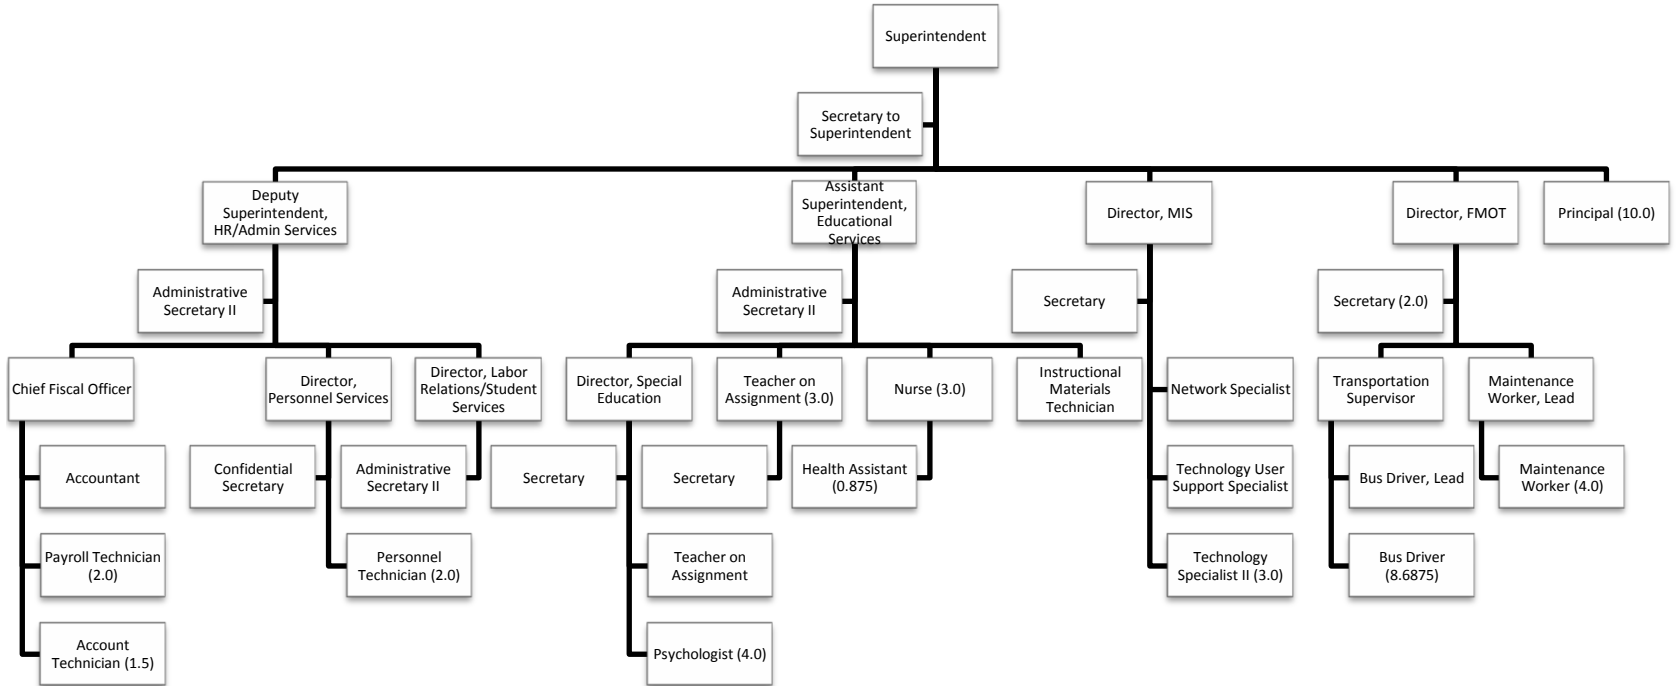 Superintendent
Secretary to
Superintendent
Deputy
Superintendent,
HR/Admin Services
Assistant
Superintendent,
Educational
Services
Director, MIS
Director, FMOT
Principal (10.0)
Administrative
Secretary II
Administrative
Secretary II
Secretary
Secretary (2.0)
Chief Fiscal Officer
Director,
Personnel Services
Director, Labor
Relations/Student
Services
Director, Special
Education
Teacher on
Assignment (3.0)
Nurse (3.0)
Instructional
Materials
Technician
Network Specialist
Transportation
Supervisor
Maintenance
Worker, Lead
Accountant
Confidential
Secretary
Administrative
Secretary II
Secretary
Secretary
Health Assistant
(0.875)
Technology User
Support Specialist
Bus Driver, Lead
Maintenance
Worker (4.0)
Payroll Technician
(2.0)
Personnel
Technician (2.0)
Teacher on
Assignment
Technology
Specialist II (3.0)
Bus Driver
(8.6875)
Account
Technician (1.5)
Psychologist (4.0)